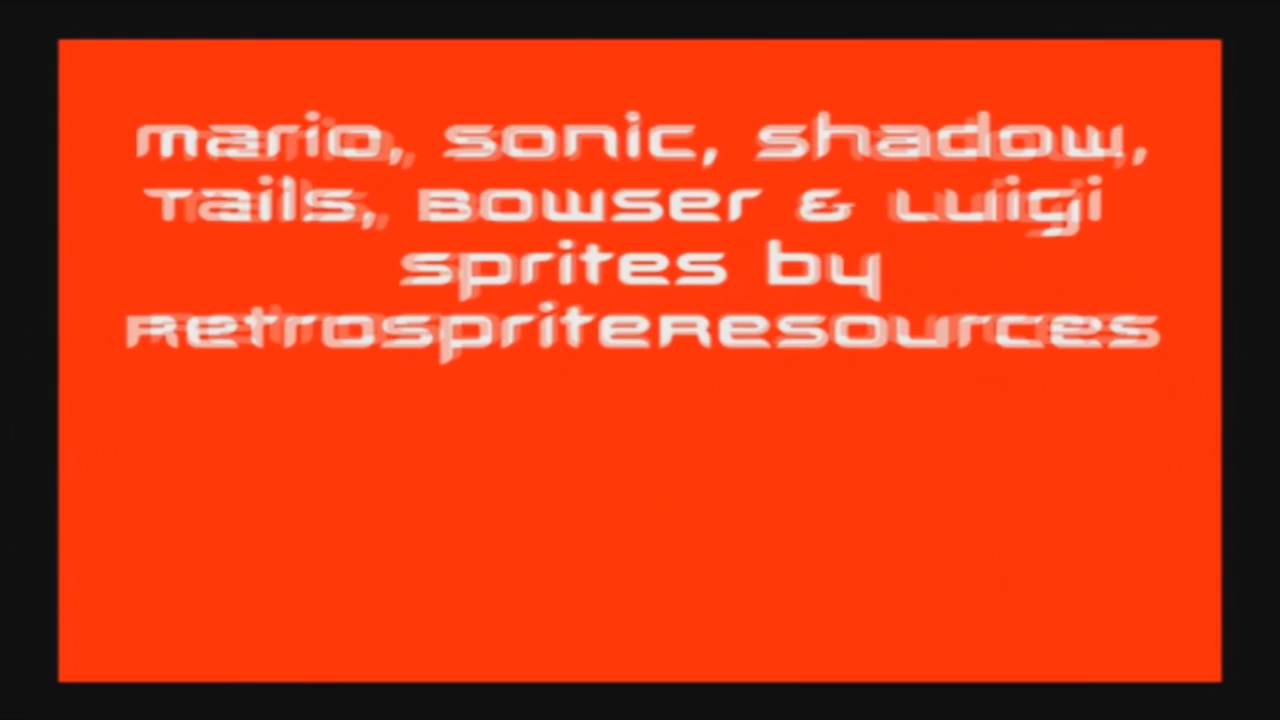 mario, sonic, shadow,
Tails, Bowser & Luigi
sprites by
RetrospriteResources